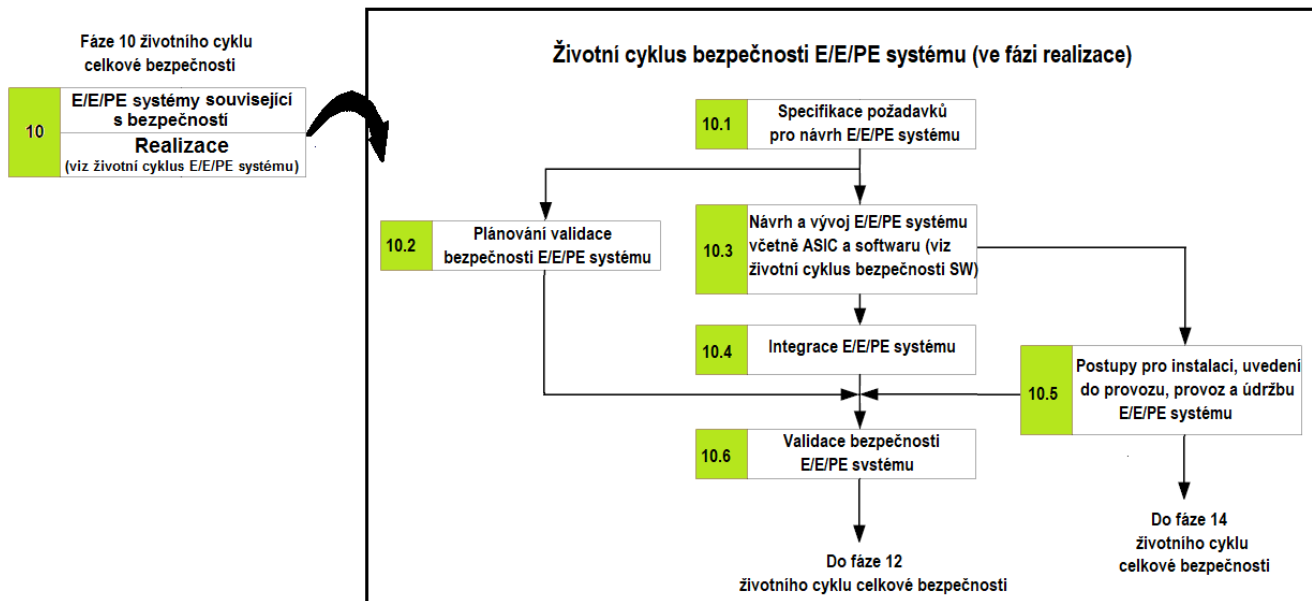 Fáze 10 životního cyklu
celkové bezpečnosti
10
E/E/PE systémy související
s bezpečností
Realizace
(viz životní cyklus E/E/PE systému)
Životní cyklus bezpečnosti E/E/PE systému (ve fázi realizace)
10.1
Specifikace požadavků
pro návrh E/E/PE systému
10.2
Plánování validace
bezpečnosti E/E/PE systému
10.3
Návrh a vývoj E/E/PE systému
včetně ASIC a softwaru (viz
životní cyklus bezpečnosti SW)
10.4
Integrace E/E/PE systému
10.5
Postupy pro instalaci, uvedení
do provozu, provoz a údržbu
E/E/PE systému
10.6
Validace bezpečnosti
E/E/PE svstému
Do fáze 12
životního cyklu celkové bezpečnosti
Do fáze 14
životního cyklu
celkové bezpečnosti